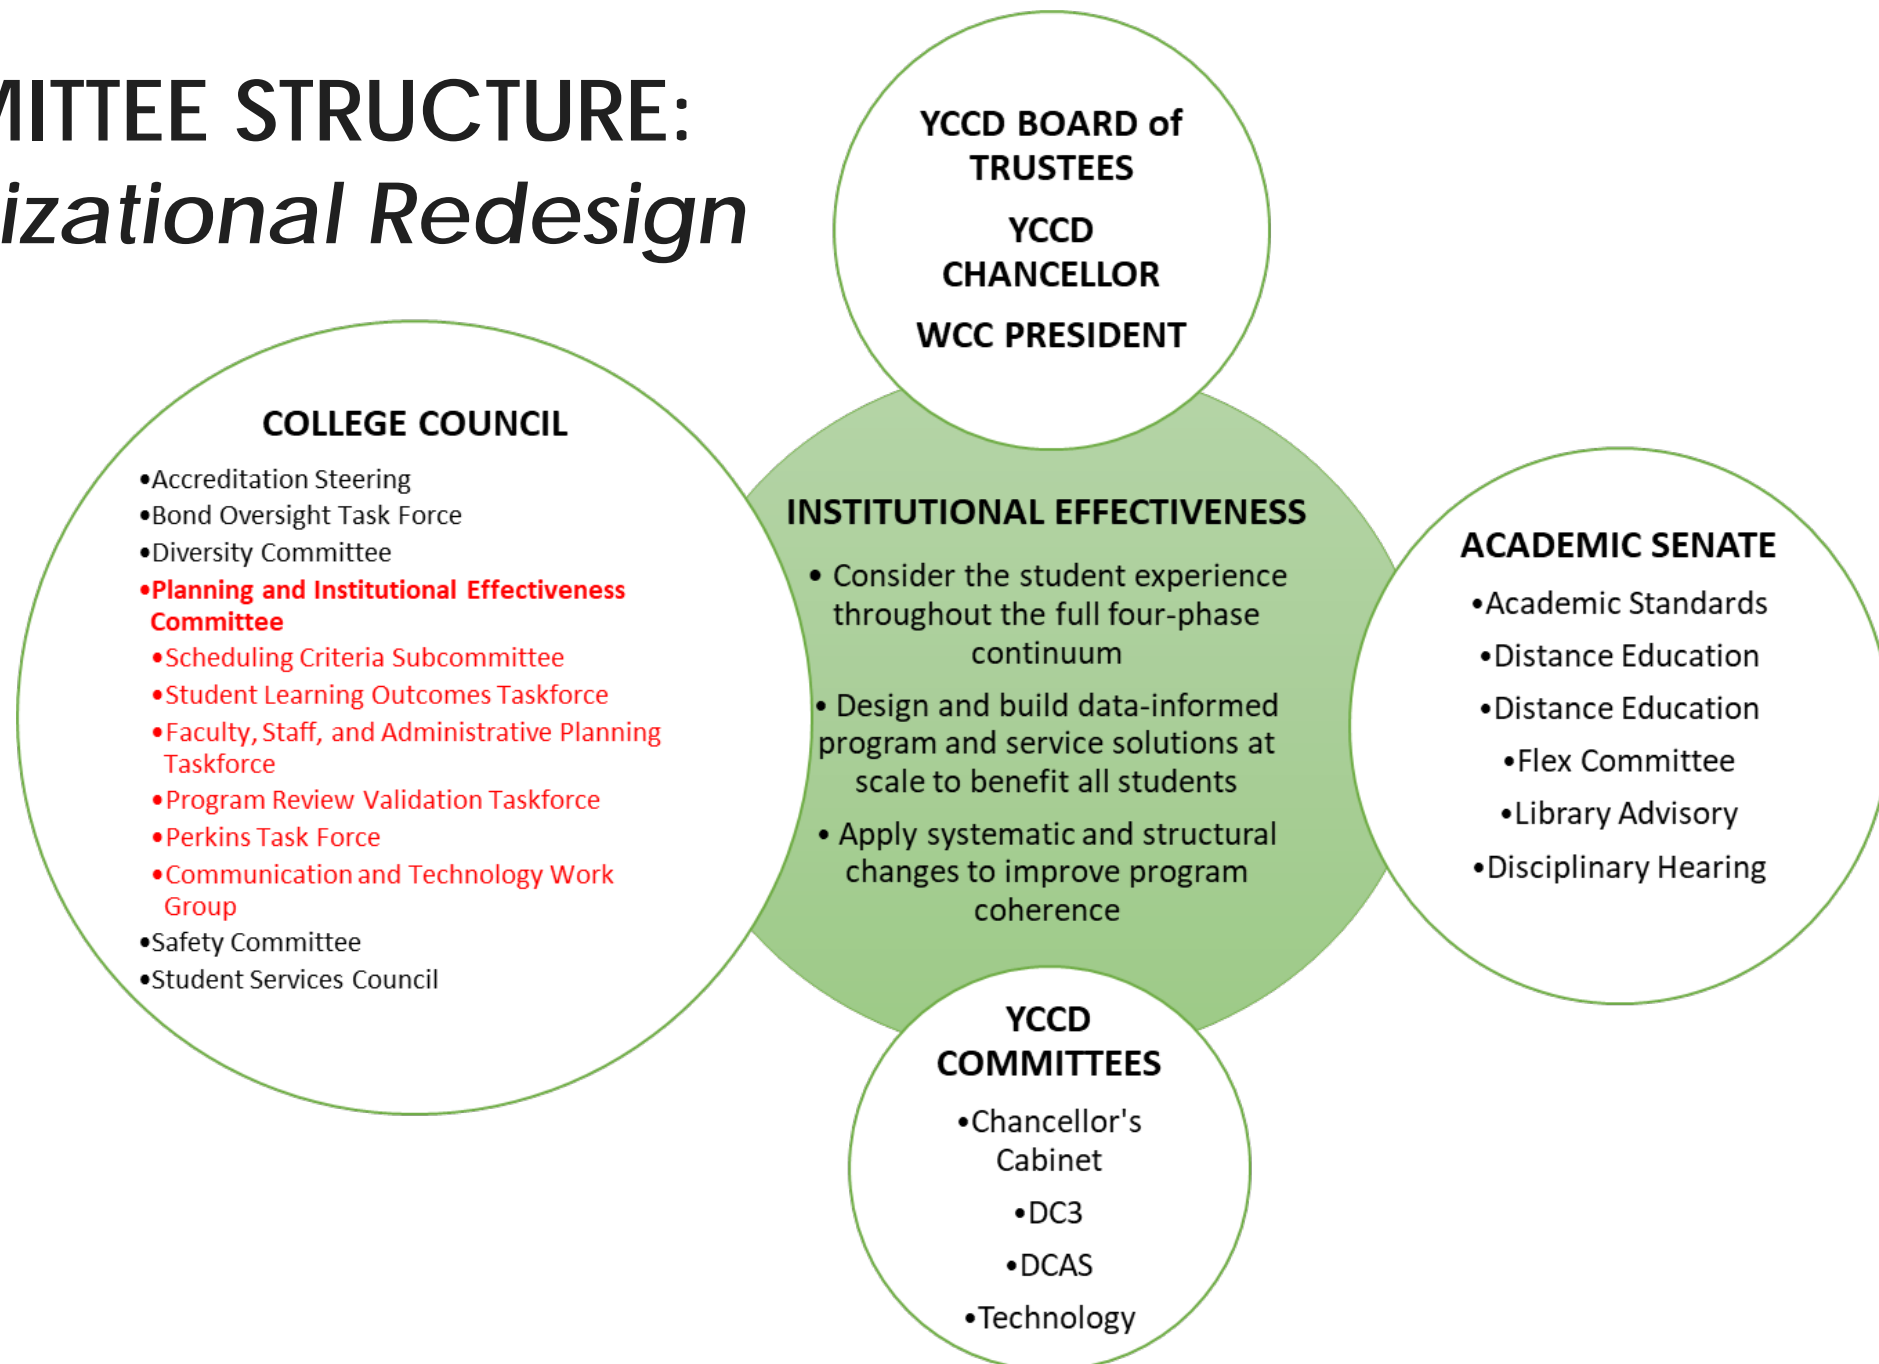 MITTEE STRUCTURE:
izational Redesign
YCCD BOARD of
TRUSTEES
YCCD
CHANCELLOR
WCC PRESIDENT
COLLEGE COUNCIL
•Accreditation Steering
•Bond Oversight Task Force
•Diversity Committee
•Planning and Institutional Effectiveness
Committee
•Scheduling Criteria Subcommittee
•Student Learning Outcomes Taskforce
•Faculty, Staff, and Administrative Planning
Taskforce
•Program Review Validation Taskforce
•Perkins Task Force
•Communication and Technology Work
Group
•Safety Committee
•Student Services Council
INSTITUTIONAL EFFECTIVENESS
• Consider the student experience
throughout the full four-phase
continuum
• Design and build data-informed
program and service solutions at
scale to benefit all students
• Apply systematic and structural
changes to improve program
coherence
ACADEMIC SENATE
•Academic Standards
•Distance Education
•Distance Education
•Flex Committee
•Library Advisory
•Disciplinary Hearing
YCCD
COMMITTEES
•Chancellor's
Cabinet
•DC3
•DCAS
•Technology